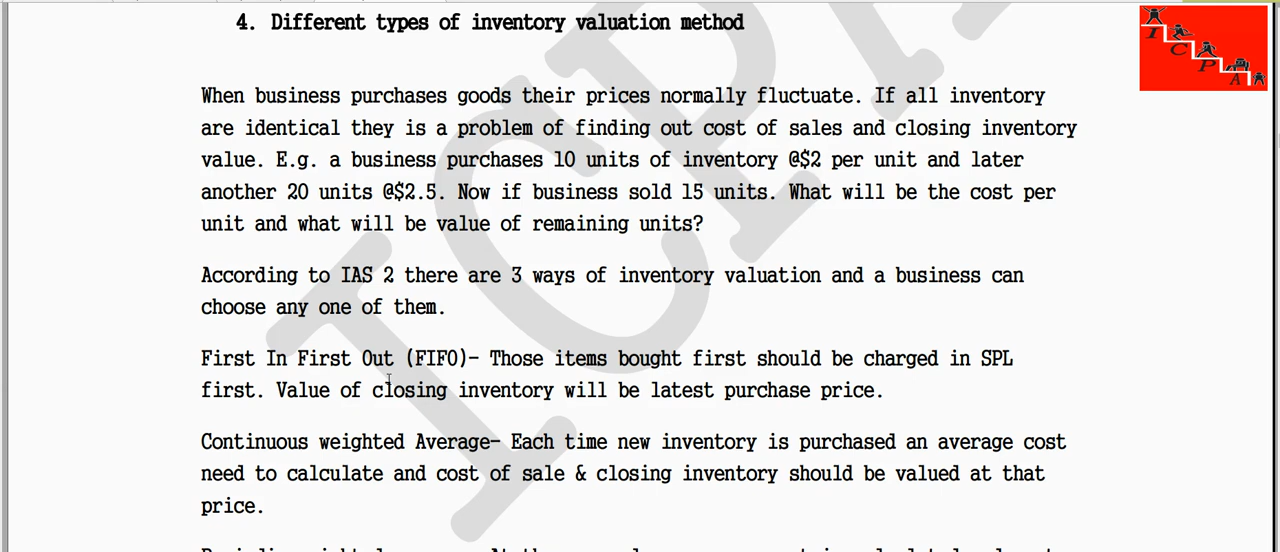 4. Different types of inventory valuation method
I
C
P
A
When business purchases goods their prices normally fluctuate. If all inventory
are identical they is a problem of finding out cost of sales and closing inventory
value. E.g. a business purchases 10 units of inventory @$2 per unit and later
another 20 units @$2.5. Now if business sold 15 units. What will be the cost per
unit and what will be value of remaining units?
According to IAS 2 there are 3 ways of inventory valuation and a business can
choose any one of them.
First In First Out (FIFO)- Those items bought first should be charged in SPL
first. Value of closing inventory will be latest purchase price.
Continuous weighted Average- Each time new inventory is purchased an average cost
need to calculate and cost of sale & closing inventory should be valued at that
price.
ICPA